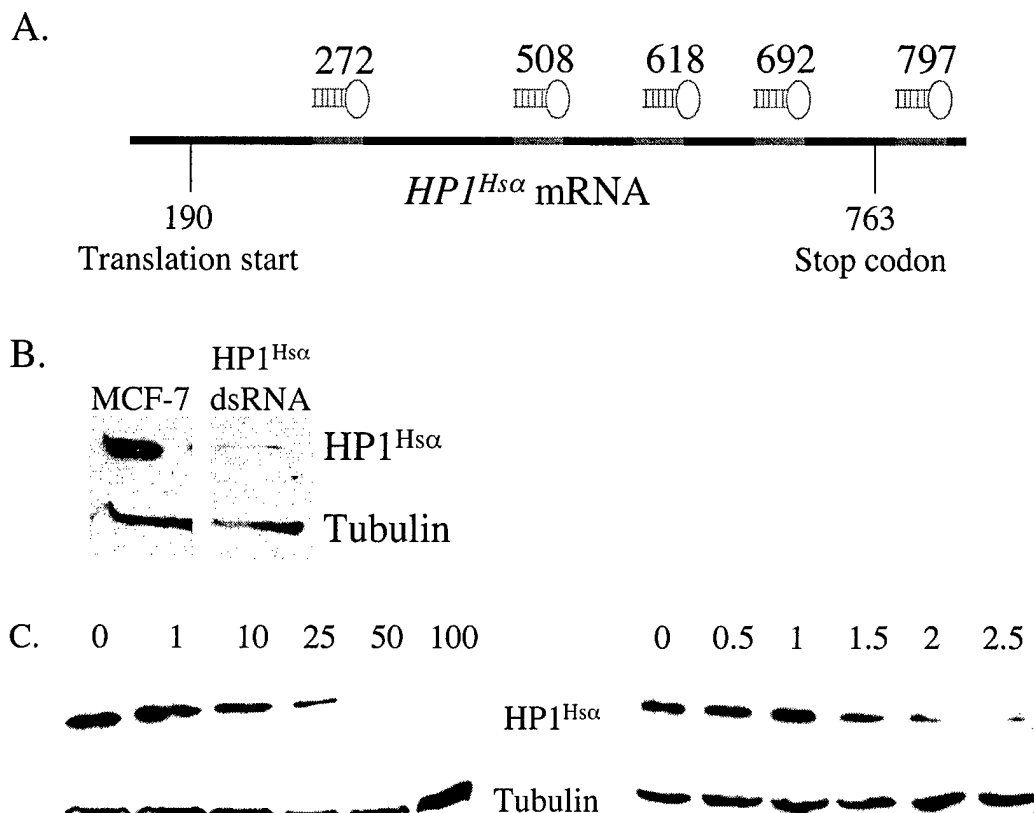 A.
272 508 618 692 797
HP1^Hsα mRNA
190
Translation start
763
Stop codon
B.
MCF-7
HP1^Hsα
dsRNA
HP1^Hsα
Tubulin
C. 0 1 10 25 50 100 0 0.5 1 1.5 2 2.5
HP1^Hsα
Tubulin